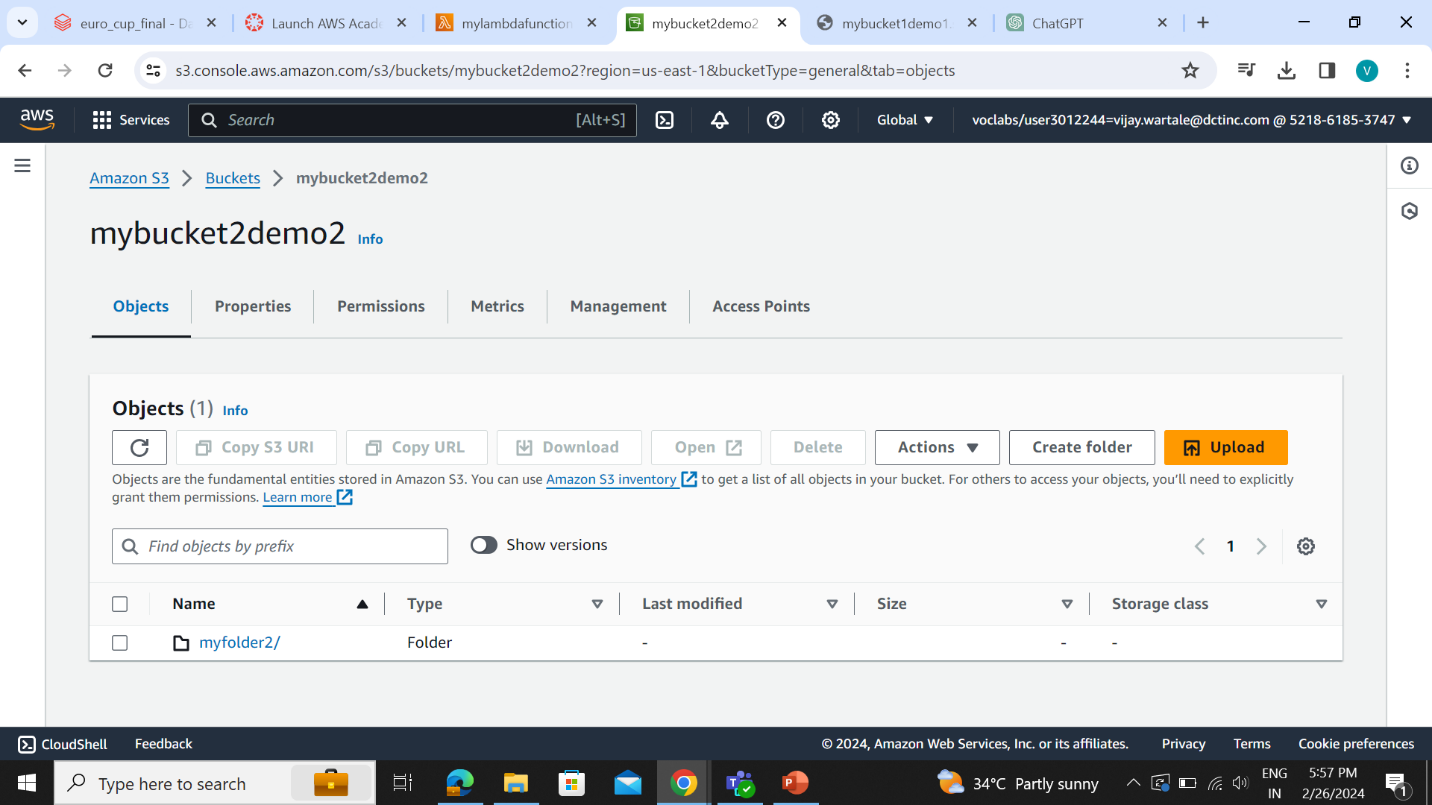 euro_cup_final - Da
Launch AWS Acade
mylambdafunction
mybucket2demo2
mybucket1demo1.
ChatGPT
s3.console.aws.amazon.com/s3/buckets/mybucket2demo2?region=us-east-1&bucketType=general&tab=objects
V
aws
Services
Search
[Alt+S]
Global
voclabs/user3012244=vijay.wartale@dctinc.com @ 5218-6185-3747
Amazon S3 > Buckets > mybucket2demo2
mybucket2demo2 Info
Objects
Properties
Permissions
Metrics
Management
Access Points
Objects (1) Info
Copy S3 URI
Copy URL
Download
Open
Delete
Actions
Create folder
Upload
Objects are the fundamental entities stored in Amazon S3. You can use Amazon S3 inventory to get a list of all objects in your bucket. For others to access your objects, you'll need to explicitly
grant them permissions. Learn more
Find objects by prefix
Show versions
1
Name
Type
Last modified
Size
Storage class
myfolder2/
Folder
-
-
-
CloudShell
Feedback
© 2024, Amazon Web Services, Inc. or its affiliates.
Privacy
Terms
Cookie preferences
Type here to search
34°C Partly sunny
ENG
IN
5:57 PM
2/26/2024
1